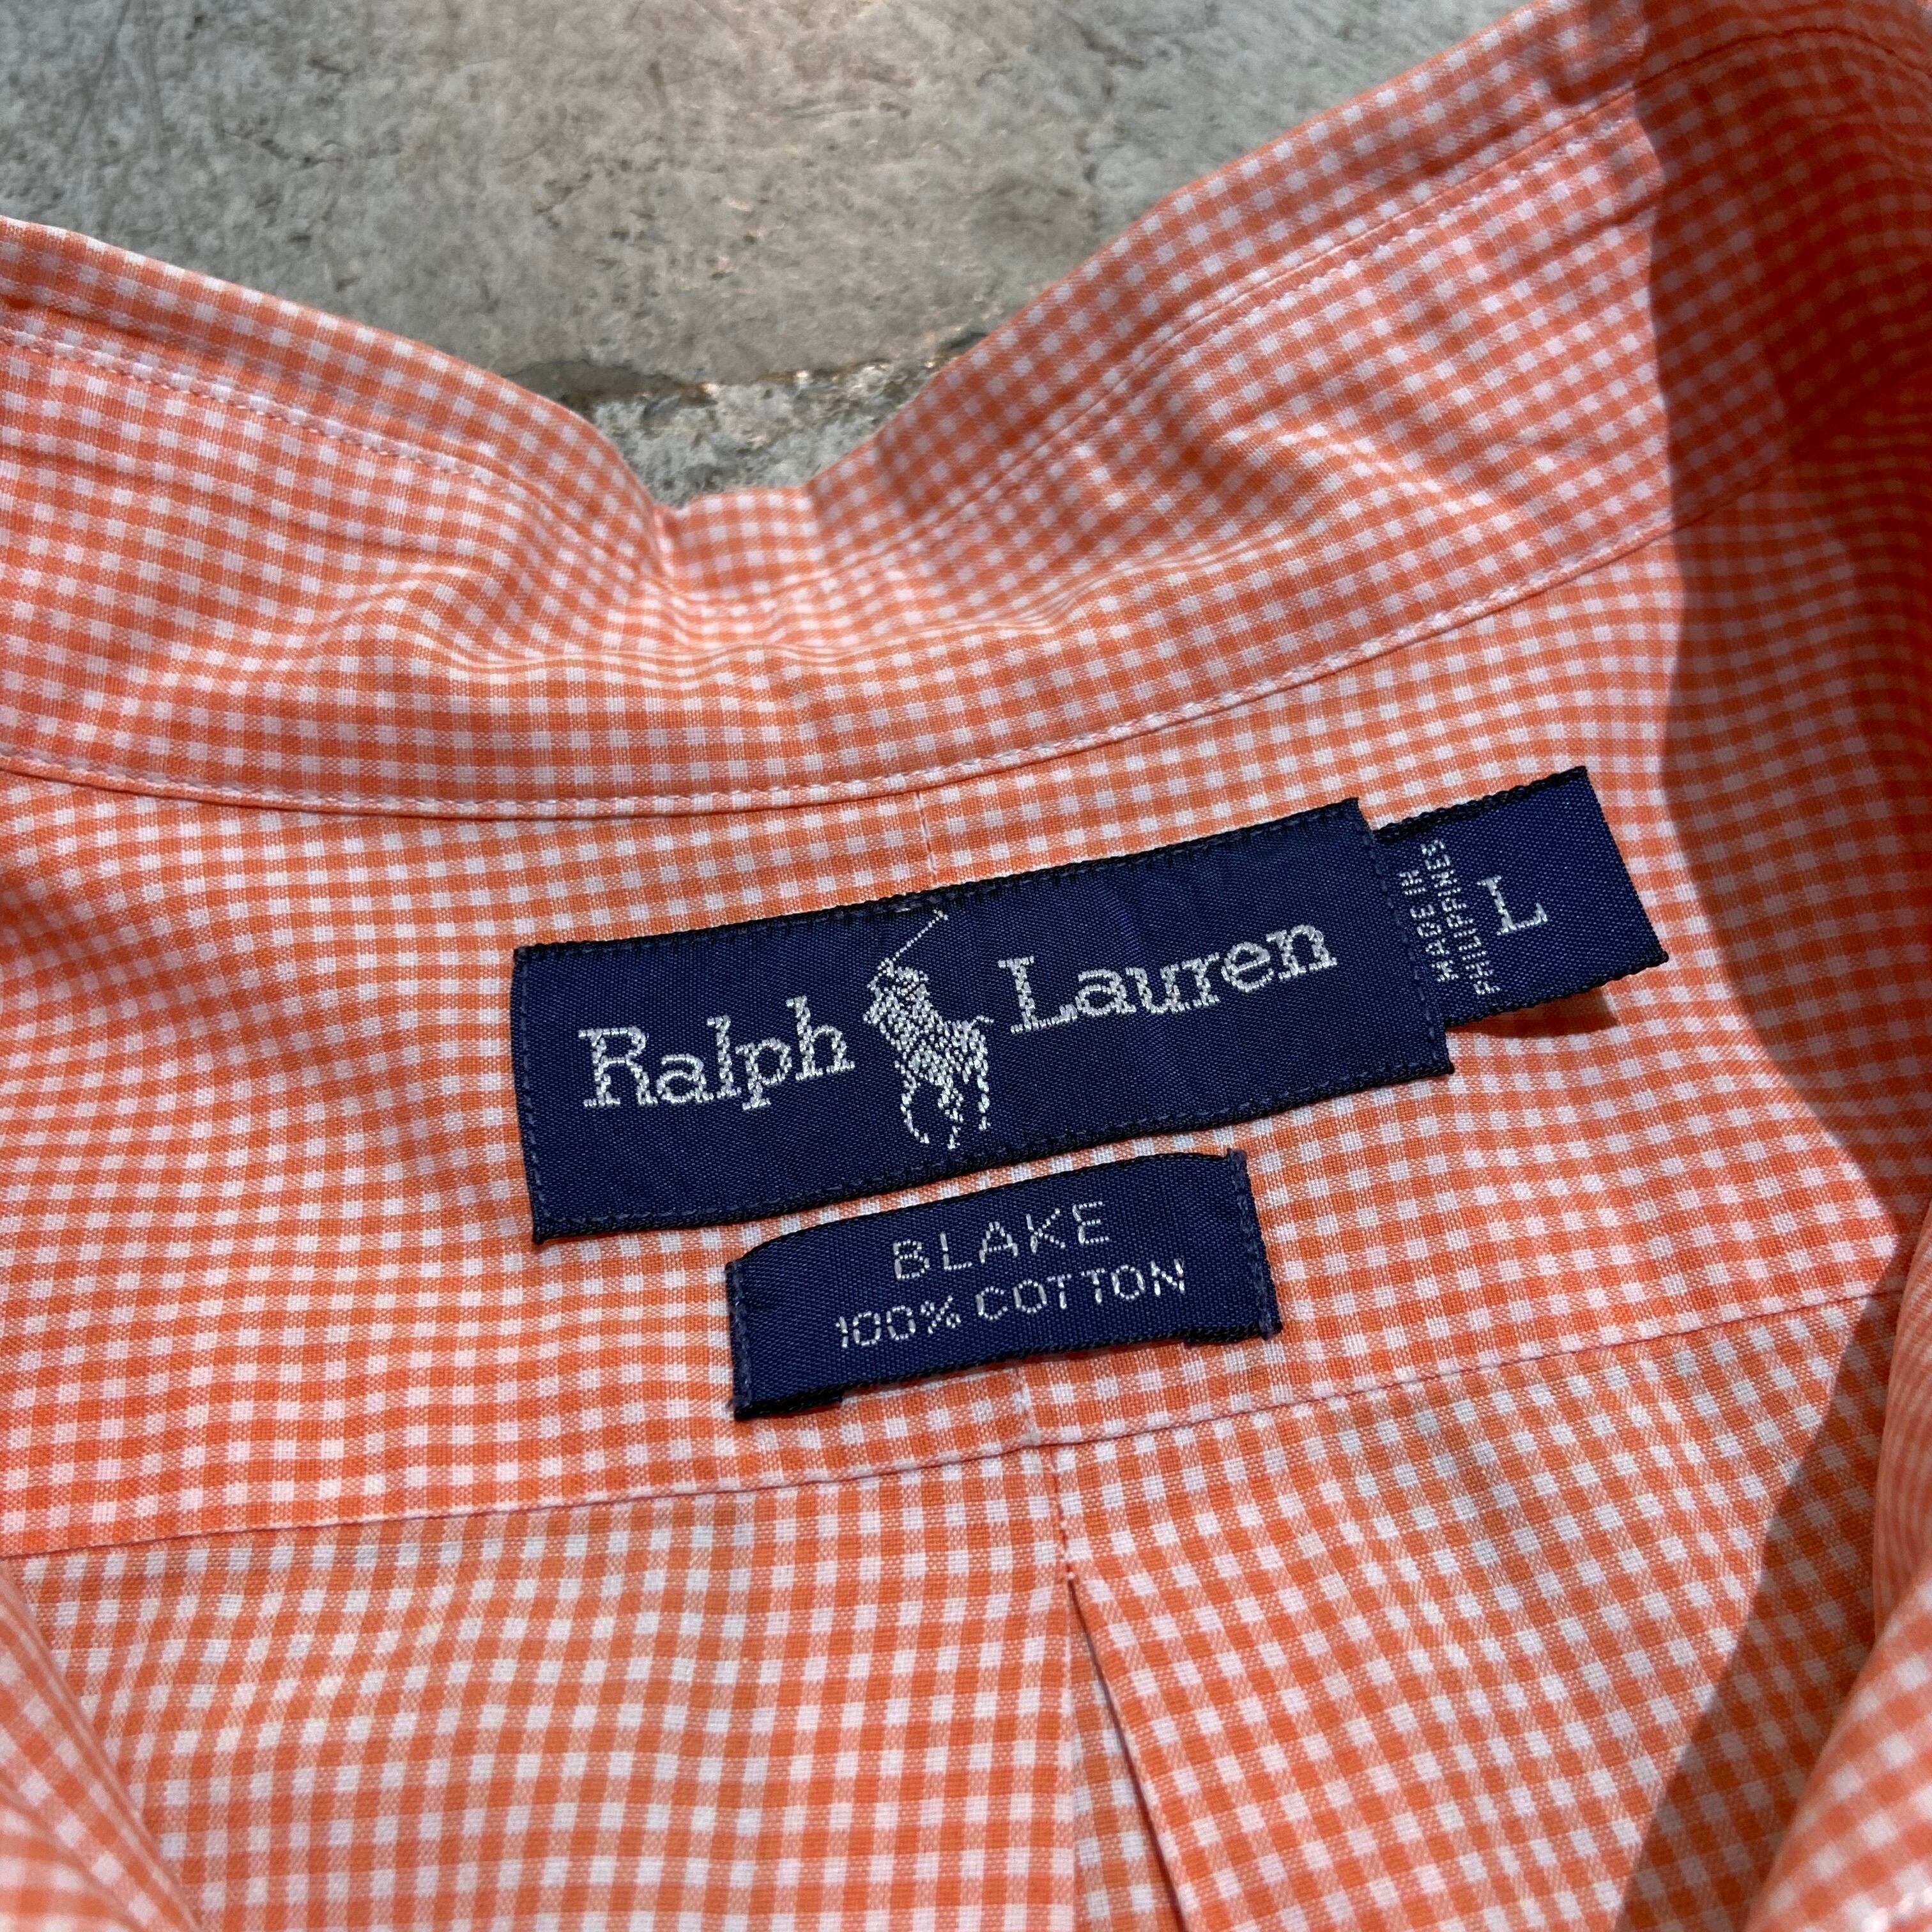 Ralph Lauren
MADE IN
PHILIPPINES
L
BLAKE
100% COTTON